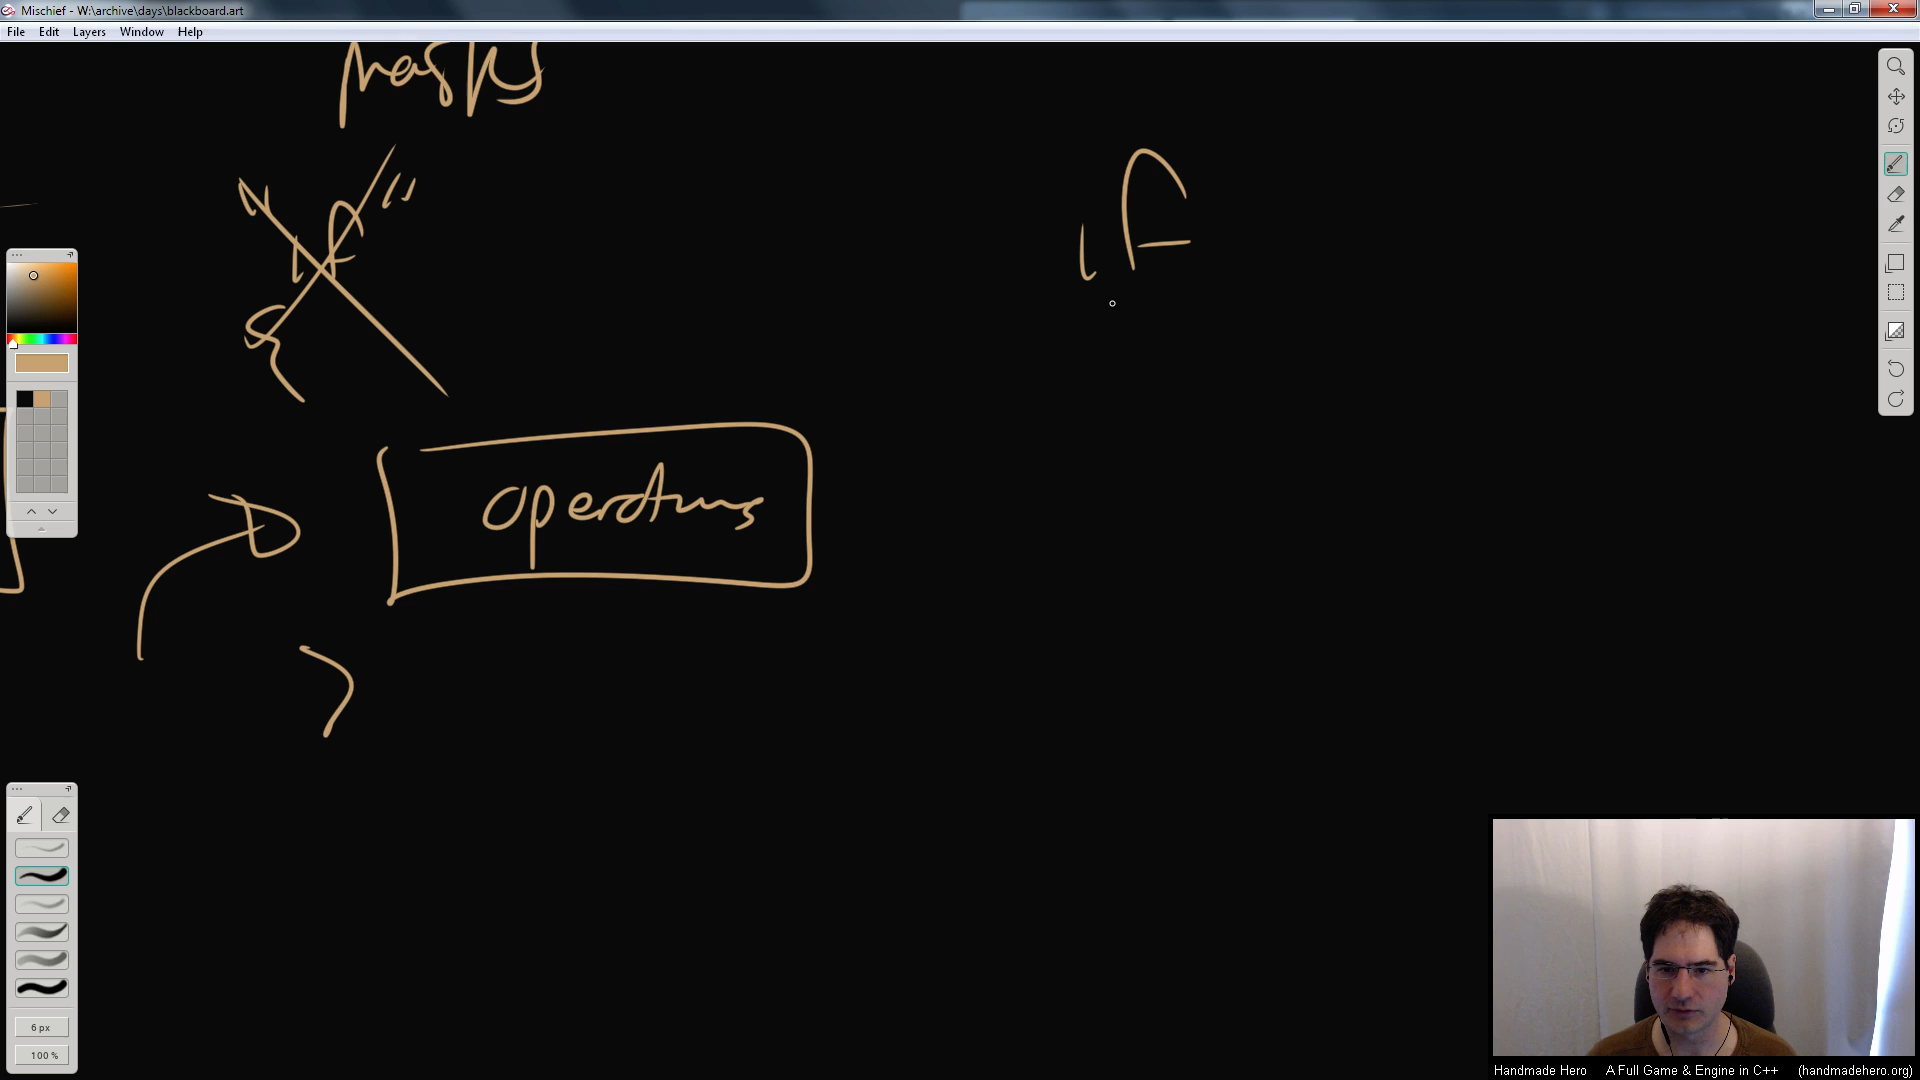 Mischief - W:\archive\days\blackboard.art
File Edit Layers Window Help
masks
"if"
{
operations
}
if
6 px
100 %
Handmade Hero A Full Game & Engine in C++ (handmadehero.org)